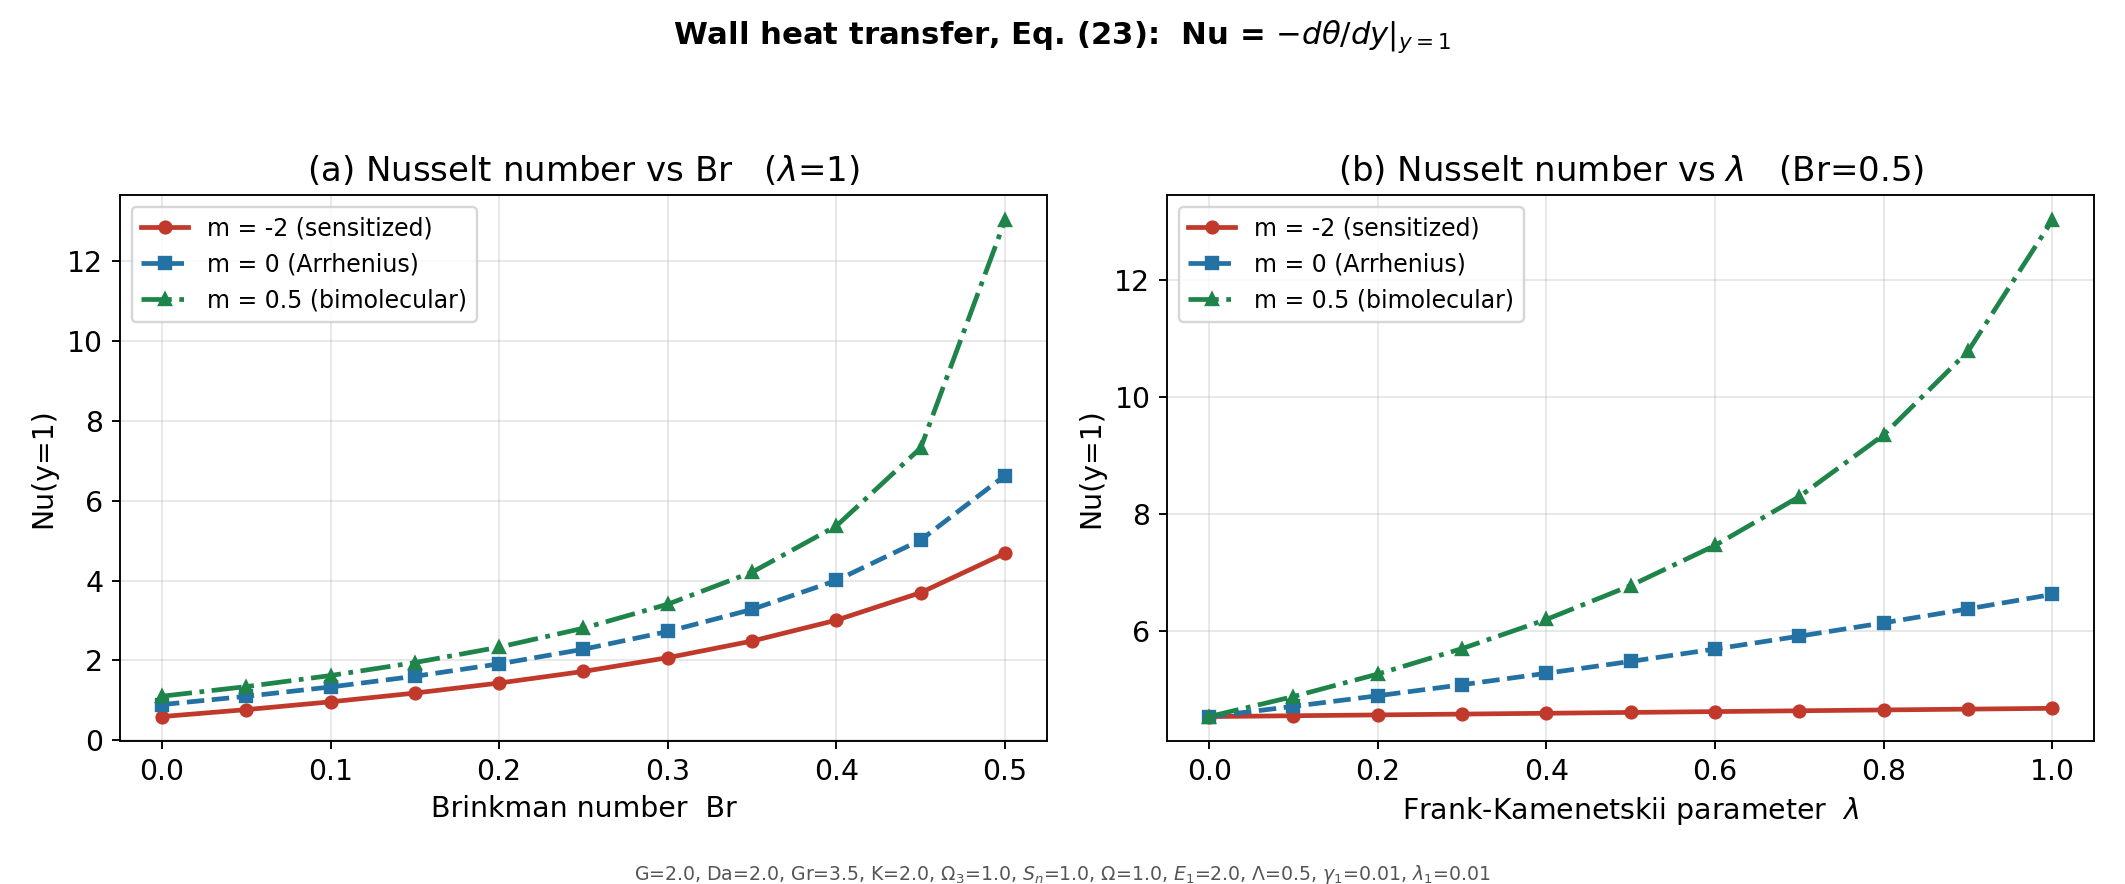 Wall heat transfer, Eq. (23):  Nu = −dθ/dy|y=1
(a) Nusselt number vs Br   (λ=1)
m = -2 (sensitized)
m = 0 (Arrhenius)
m = 0.5 (bimolecular)
Nu(y=1)
12
10
8
6
4
2
0
0.0 0.1 0.2 0.3 0.4 0.5
Brinkman number  Br
(b) Nusselt number vs λ   (Br=0.5)
m = -2 (sensitized)
m = 0 (Arrhenius)
m = 0.5 (bimolecular)
Nu(y=1)
12
10
8
6
0.0 0.2 0.4 0.6 0.8 1.0
Frank-Kamenetskii parameter  λ
G=2.0, Da=2.0, Gr=3.5, K=2.0, Ω₃=1.0, Sₙ=1.0, Ω=1.0, E₁=2.0, Λ=0.5, γ₁=0.01, λ₁=0.01